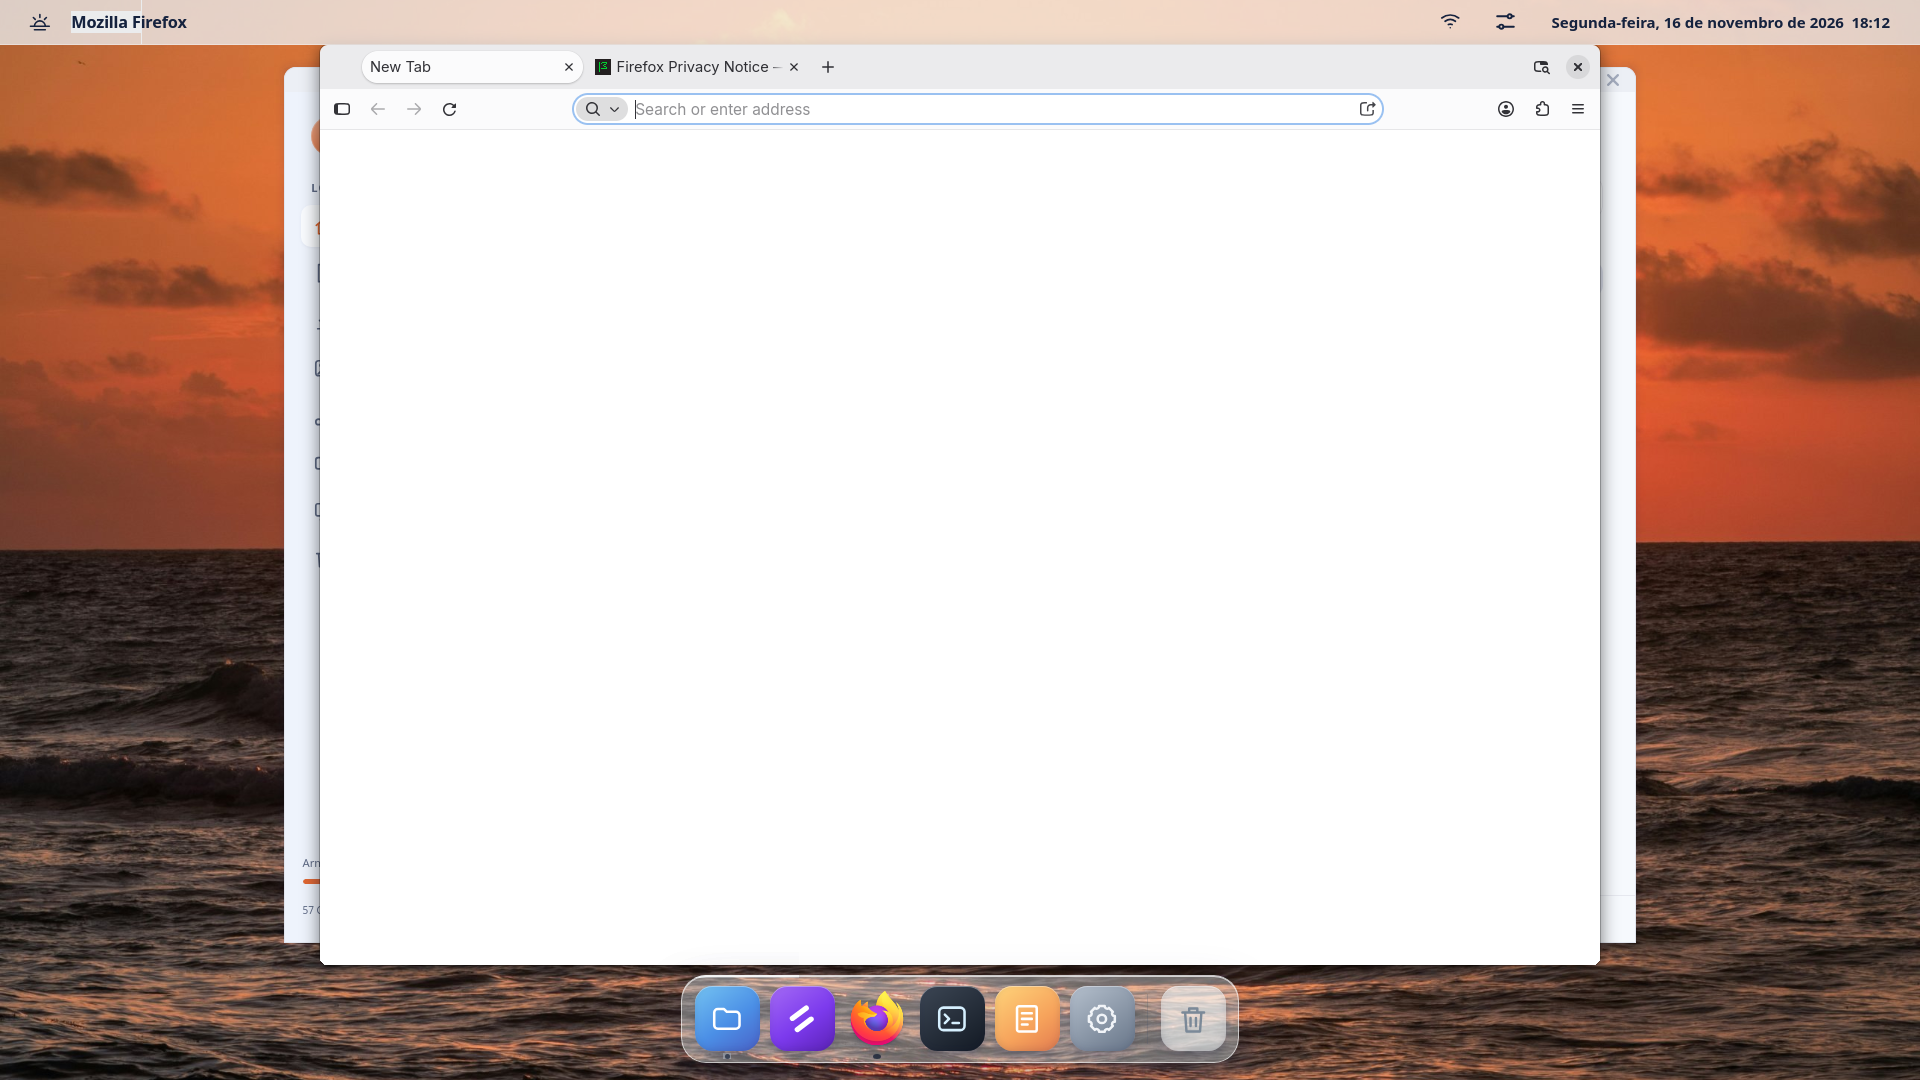 Mozilla Firefox
Segunda-feira, 16 de novembro de 2026 18:12
New Tab
Firefox Privacy Notice —
Search or enter address
57